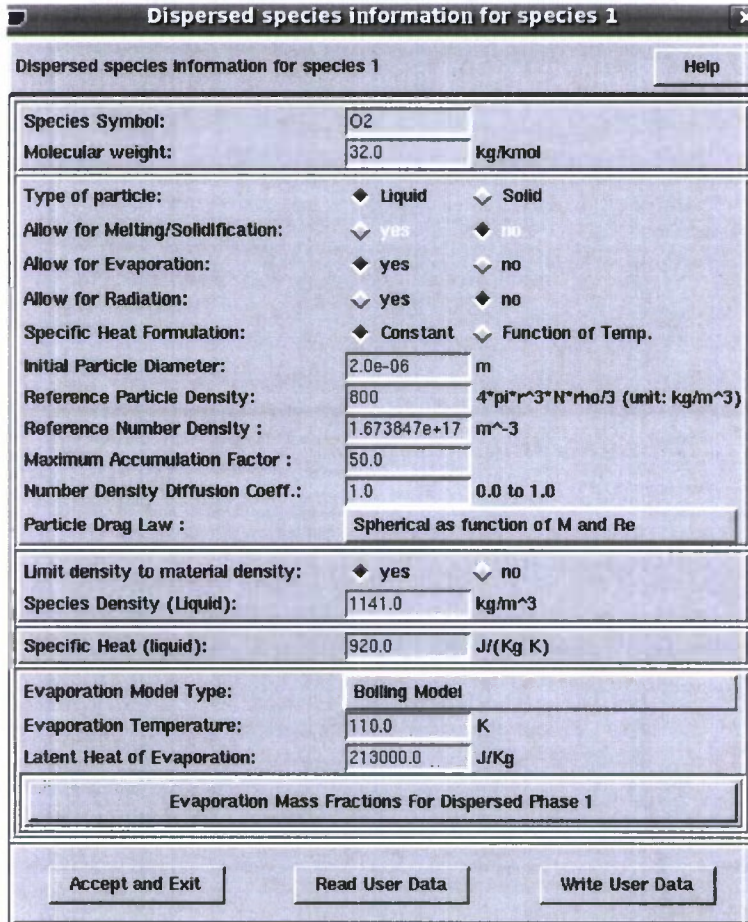 Dispersed species information for species 1
Dispersed species information for species 1 Help
Species Symbol: O2
Molecular weight: 32.0 kg/kmol
Type of particle: Liquid Solid
Allow for Melting/Solidification: yes no
Allow for Evaporation: yes no
Allow for Radiation: yes no
Specific Heat Formulation: Constant Function of Temp.
Initial Particle Diameter: 2.0e-06 m
Reference Particle Density: 800 4*pi*r^3*N*rho/3 (unit: kg/m^3)
Reference Number Density : 1.673847e+17 m^-3
Maximum Accumulation Factor : 50.0
Number Density Diffusion Coeff.: 1.0 0.0 to 1.0
Particle Drag Law : Spherical as function of M and Re
Limit density to material density: yes no
Species Density (Liquid): 1141.0 kg/m^3
Specific Heat (liquid): 920.0 J/(Kg K)
Evaporation Model Type: Boiling Model
Evaporation Temperature: 110.0 K
Latent Heat of Evaporation: 213000.0 J/Kg
Evaporation Mass Fractions For Dispersed Phase 1
Accept and Exit Read User Data Write User Data